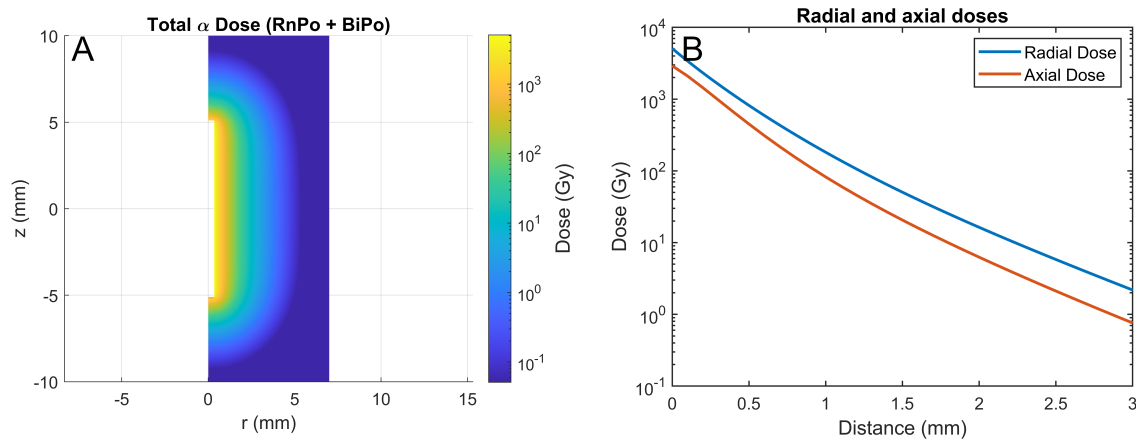 Total α Dose (RnPo + BiPo)
A
10
5
0
-5
-10
z (mm)
-5
0
5
10
15
r (mm)
10³
10²
10¹
10⁰
10⁻¹
Dose (Gy)
Radial and axial doses
B
Radial Dose
Axial Dose
10⁴
10³
10²
10¹
10⁰
10⁻¹
Dose (Gy)
0
0.5
1
1.5
2
2.5
3
Distance (mm)